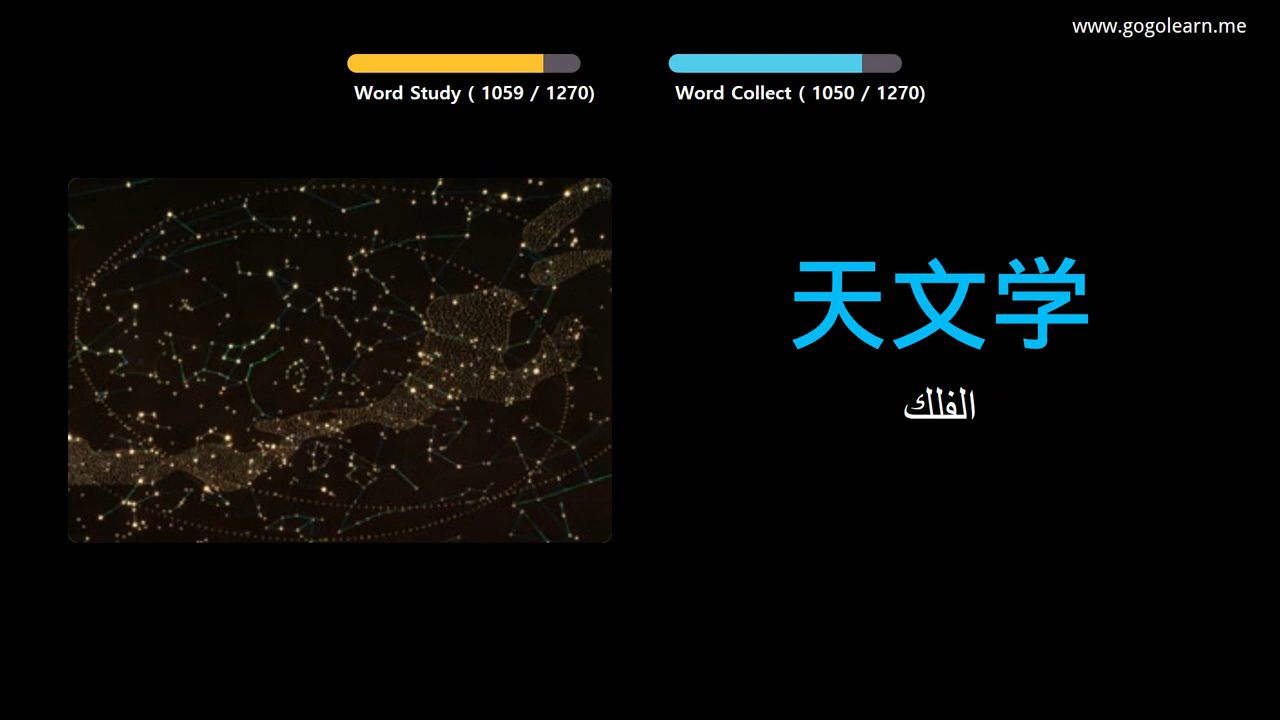 www.gogolearn.me
Word Study ( 1059 / 1270)
Word Collect ( 1050 / 1270)
天文学
الفلك